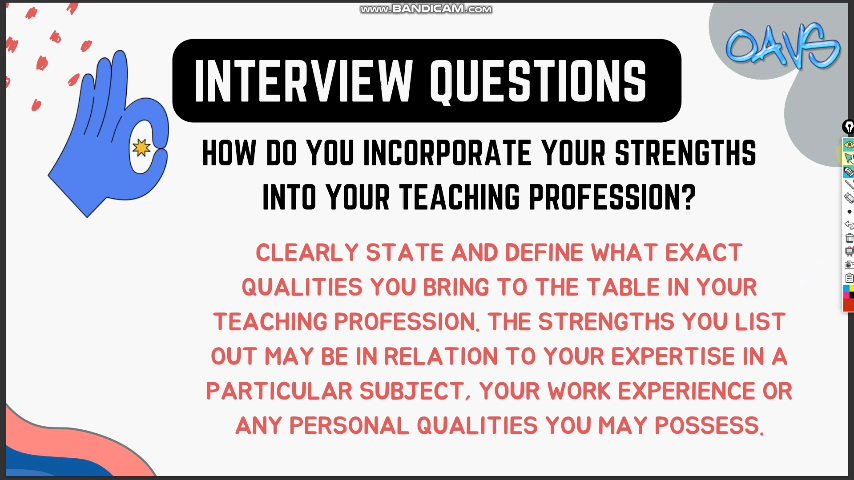 WWW.BANDICAM.COM
OAVS
INTERVIEW QUESTIONS
HOW DO YOU INCORPORATE YOUR STRENGTHS
INTO YOUR TEACHING PROFESSION?
CLEARLY STATE AND DEFINE WHAT EXACT
QUALITIES YOU BRING TO THE TABLE IN YOUR
TEACHING PROFESSION. THE STRENGTHS YOU LIST
OUT MAY BE IN RELATION TO YOUR EXPERTISE IN A
PARTICULAR SUBJECT, YOUR WORK EXPERIENCE OR
ANY PERSONAL QUALITIES YOU MAY POSSESS.